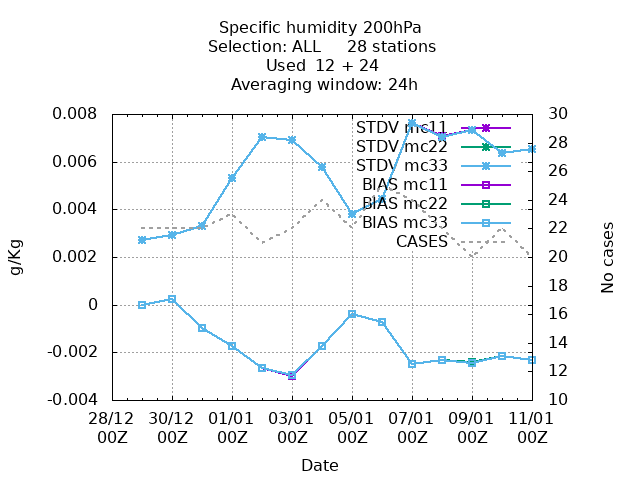 Specific humidity 200hPa
Selection: ALL     28 stations
Used  12 + 24
Averaging window: 24h
0.008
0.006
0.004
0.002
0
-0.002
-0.004
g/Kg
30
28
26
24
22
20
18
16
14
12
10
No cases
STDV mc11
STDV mc22
STDV mc33
BIAS mc11
BIAS mc22
BIAS mc33
CASES
28/12 30/12 01/01 03/01 05/01 07/01 09/01 11/01
00Z 00Z 00Z 00Z 00Z 00Z 00Z 00Z
Date